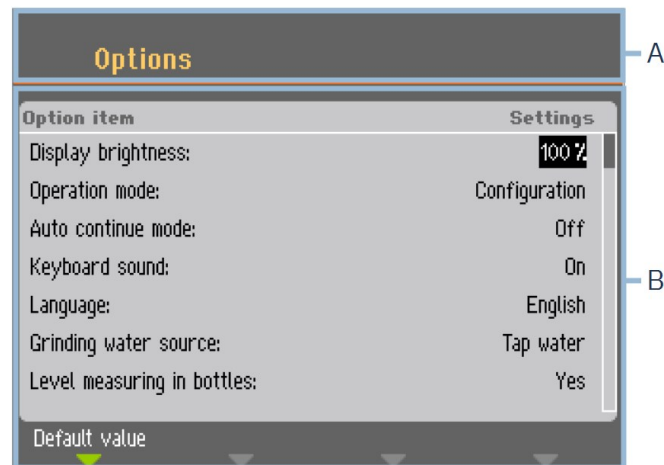 Options
A
Option item Settings
Display brightness: 100 %
Operation mode: Configuration
Auto continue mode: Off
Keyboard sound: On
Language: English
Grinding water source: Tap water
Level measuring in bottles: Yes
B
Default value